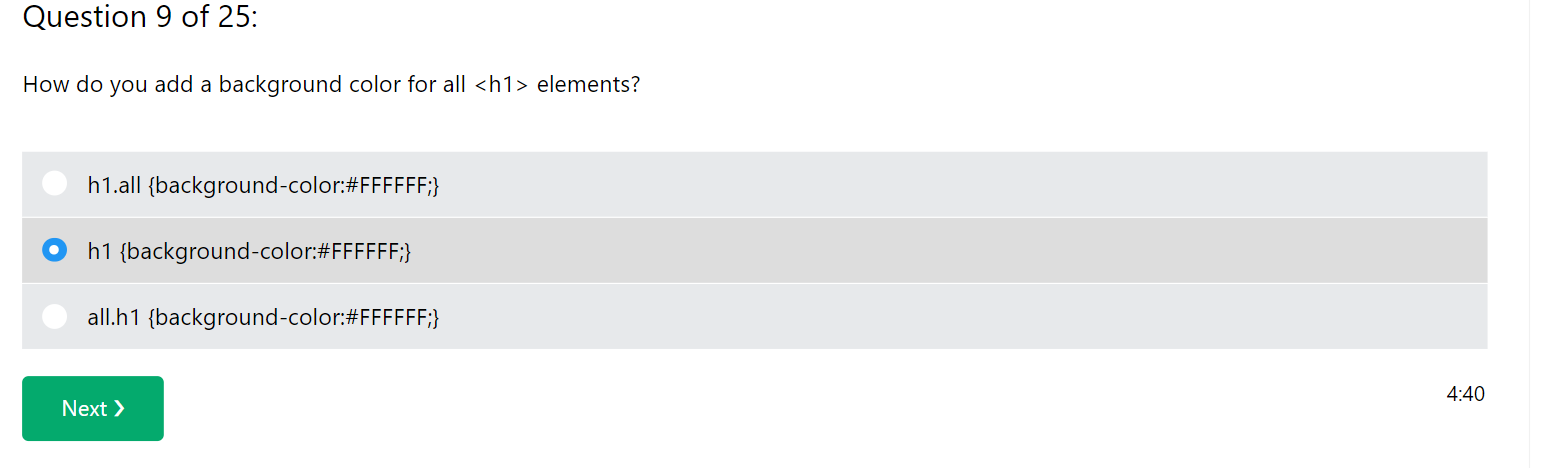 Question 9 of 25:
How do you add a background color for all <h1> elements?
h1.all {background-color:#FFFFFF;}
h1 {background-color:#FFFFFF;}
all.h1 {background-color:#FFFFFF;}
Next ❯
4:40